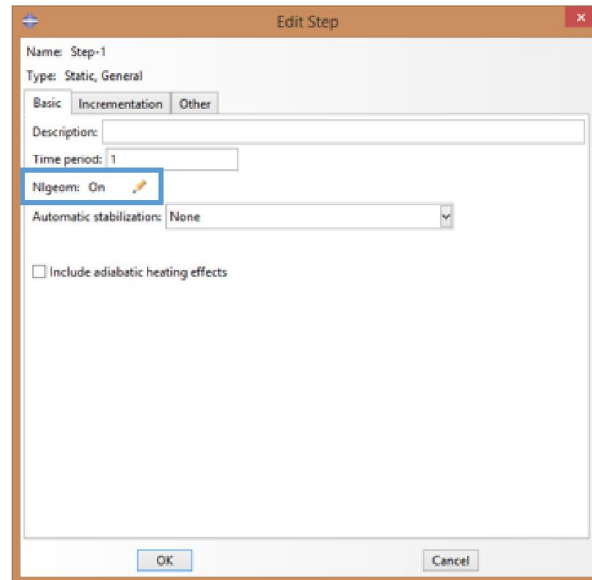 Edit Step
Name: Step-1
Type: Static, General
Basic Incrementation Other
Description:
Time period: 1
Nlgeom: On
Automatic stabilization: None
Include adiabatic heating effects
OK Cancel